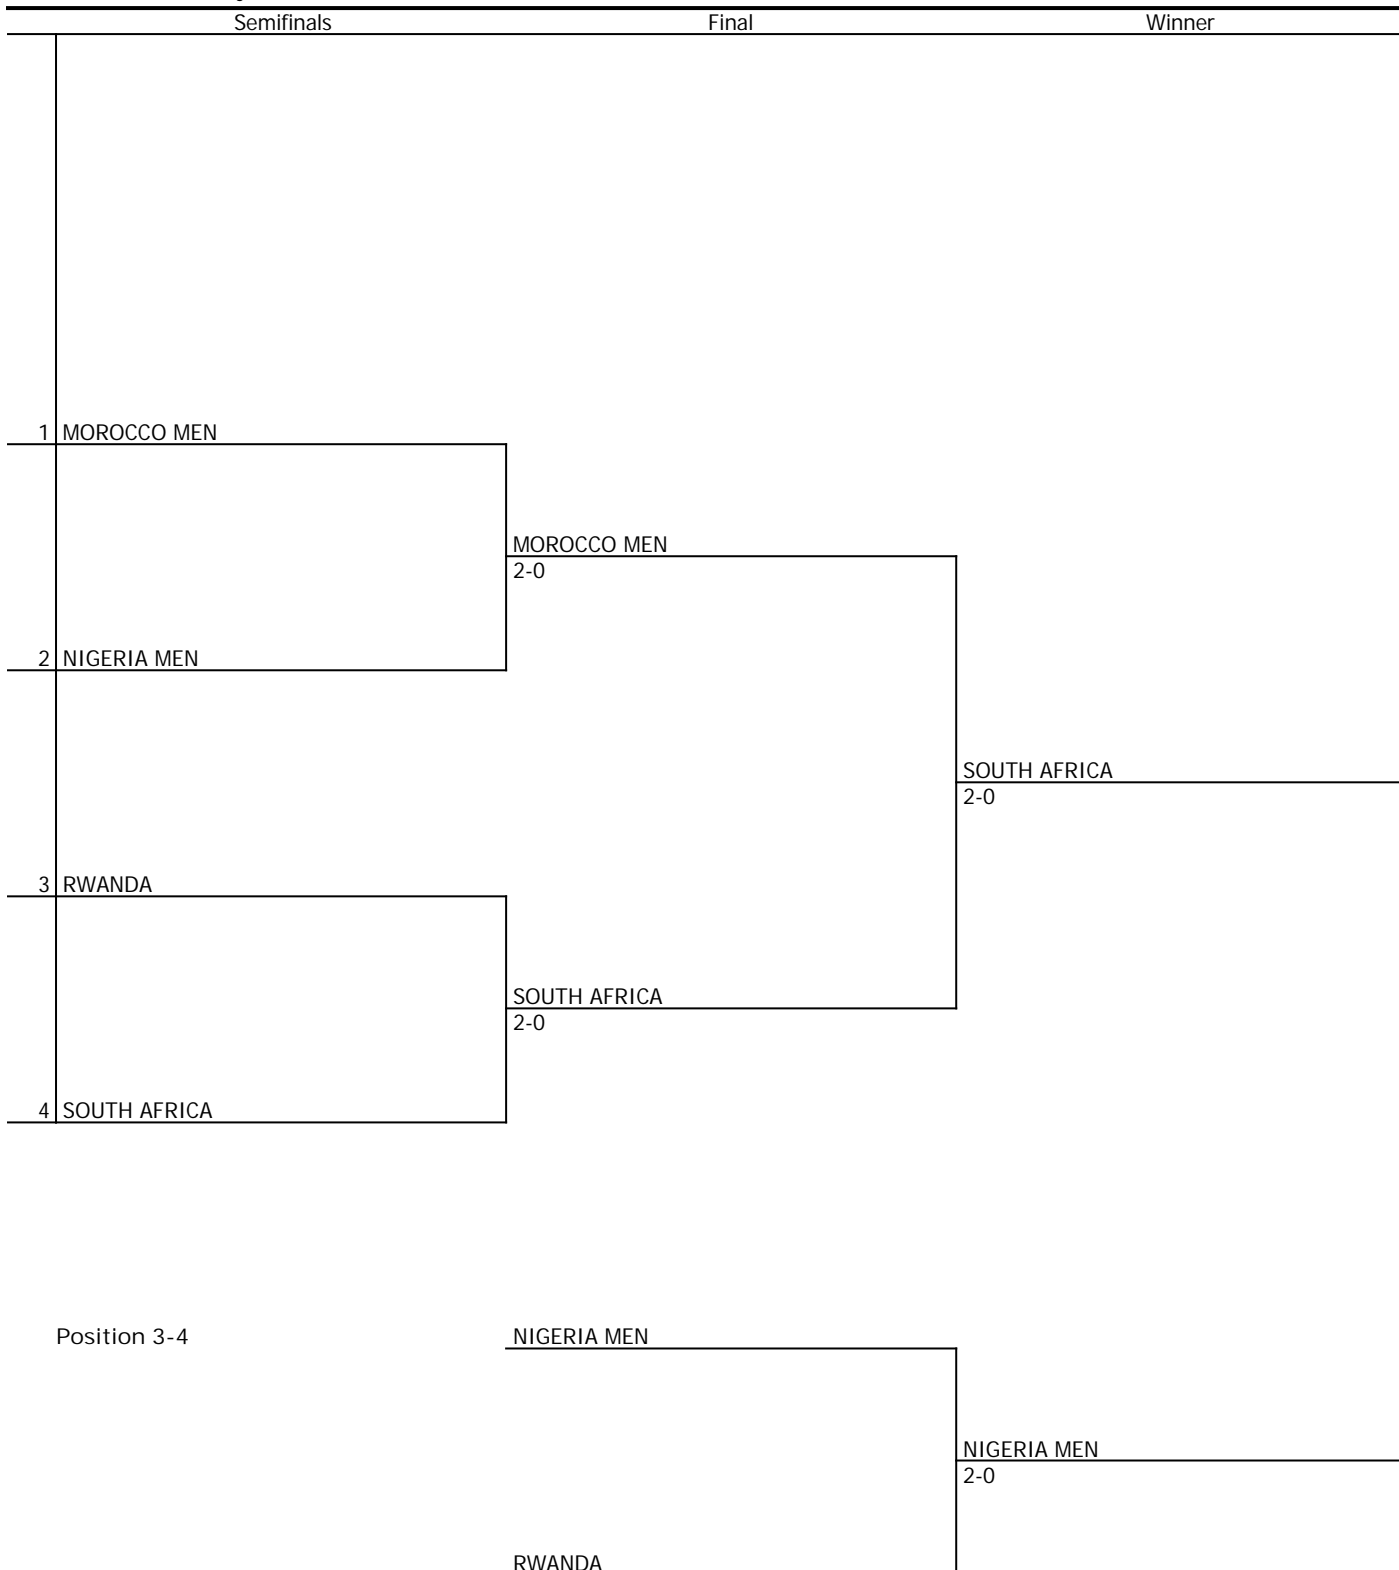 Semifinals Final Winner
1 MOROCCO MEN
MOROCCO MEN
2-0
2 NIGERIA MEN
SOUTH AFRICA
2-0
3 RWANDA
SOUTH AFRICA
2-0
4 SOUTH AFRICA
Position 3-4 NIGERIA MEN
NIGERIA MEN
2-0
RWANDA